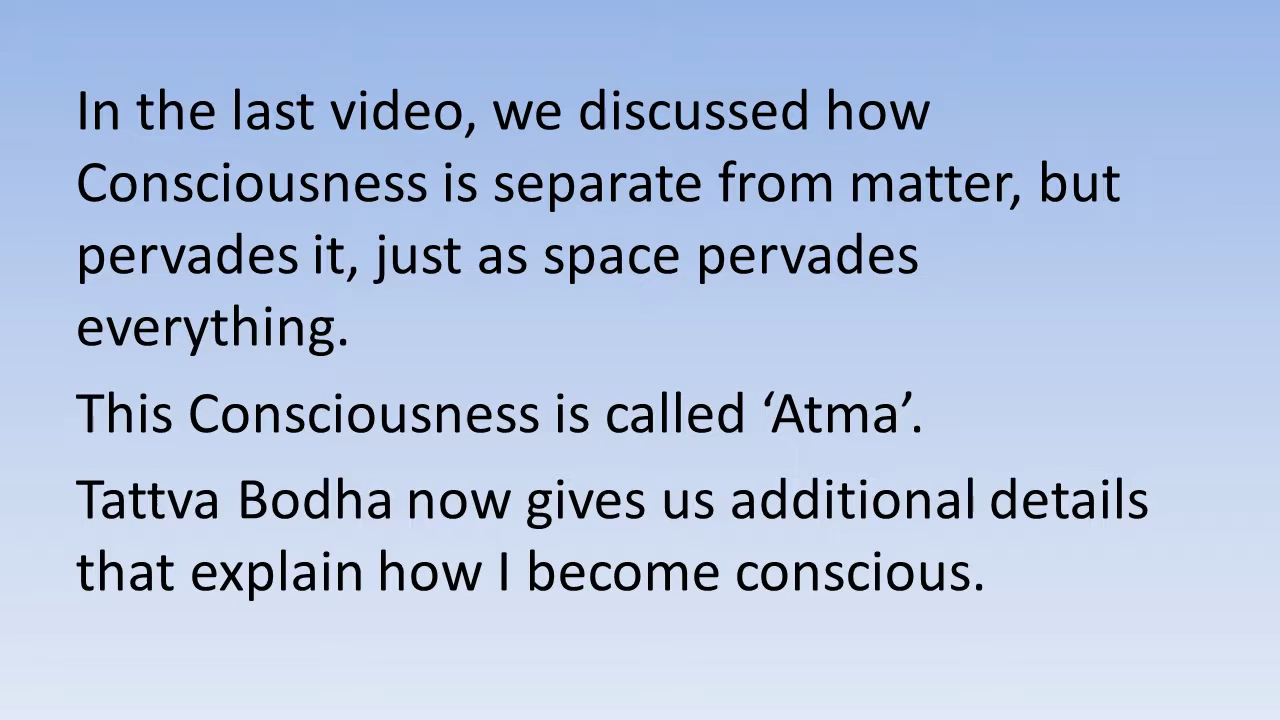 In the last video, we discussed how
Consciousness is separate from matter, but
pervades it, just as space pervades
everything.
This Consciousness is called ‘Atma’.
Tattva Bodha now gives us additional details
that explain how I become conscious.